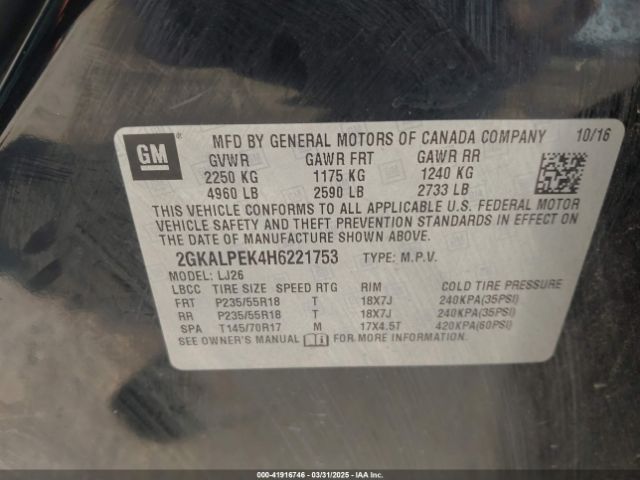 GM
MFD BY GENERAL MOTORS OF CANADA COMPANY 10/16
GVWR GAWR FRT GAWR RR
2250 KG 1175 KG 1240 KG
4960 LB 2590 LB 2733 LB
THIS VEHICLE CONFORMS TO ALL APPLICABLE U.S. FEDERAL MOTOR
VEHICLE SAFETY AND THEFT PREVENTION STANDARDS IN EFFECT ON
THE DATE OF MANUFACTURE SHOWN ABOVE.
2GKALPEK4H6221753 TYPE: M.P.V.
MODEL: LJ26
LBCC TIRE SIZE SPEED RTG RIM COLD TIRE PRESSURE
FRT P235/55R18 T 18X7J 240KPA(35PSI)
RR P235/55R18 T 18X7J 240KPA(35PSI)
SPA T145/70R17 M 17X4.5T 420KPA(60PSI)
SEE OWNER'S MANUAL FOR MORE INFORMATION.
000-41916746 - 03/31/2025 - IAAI.COM